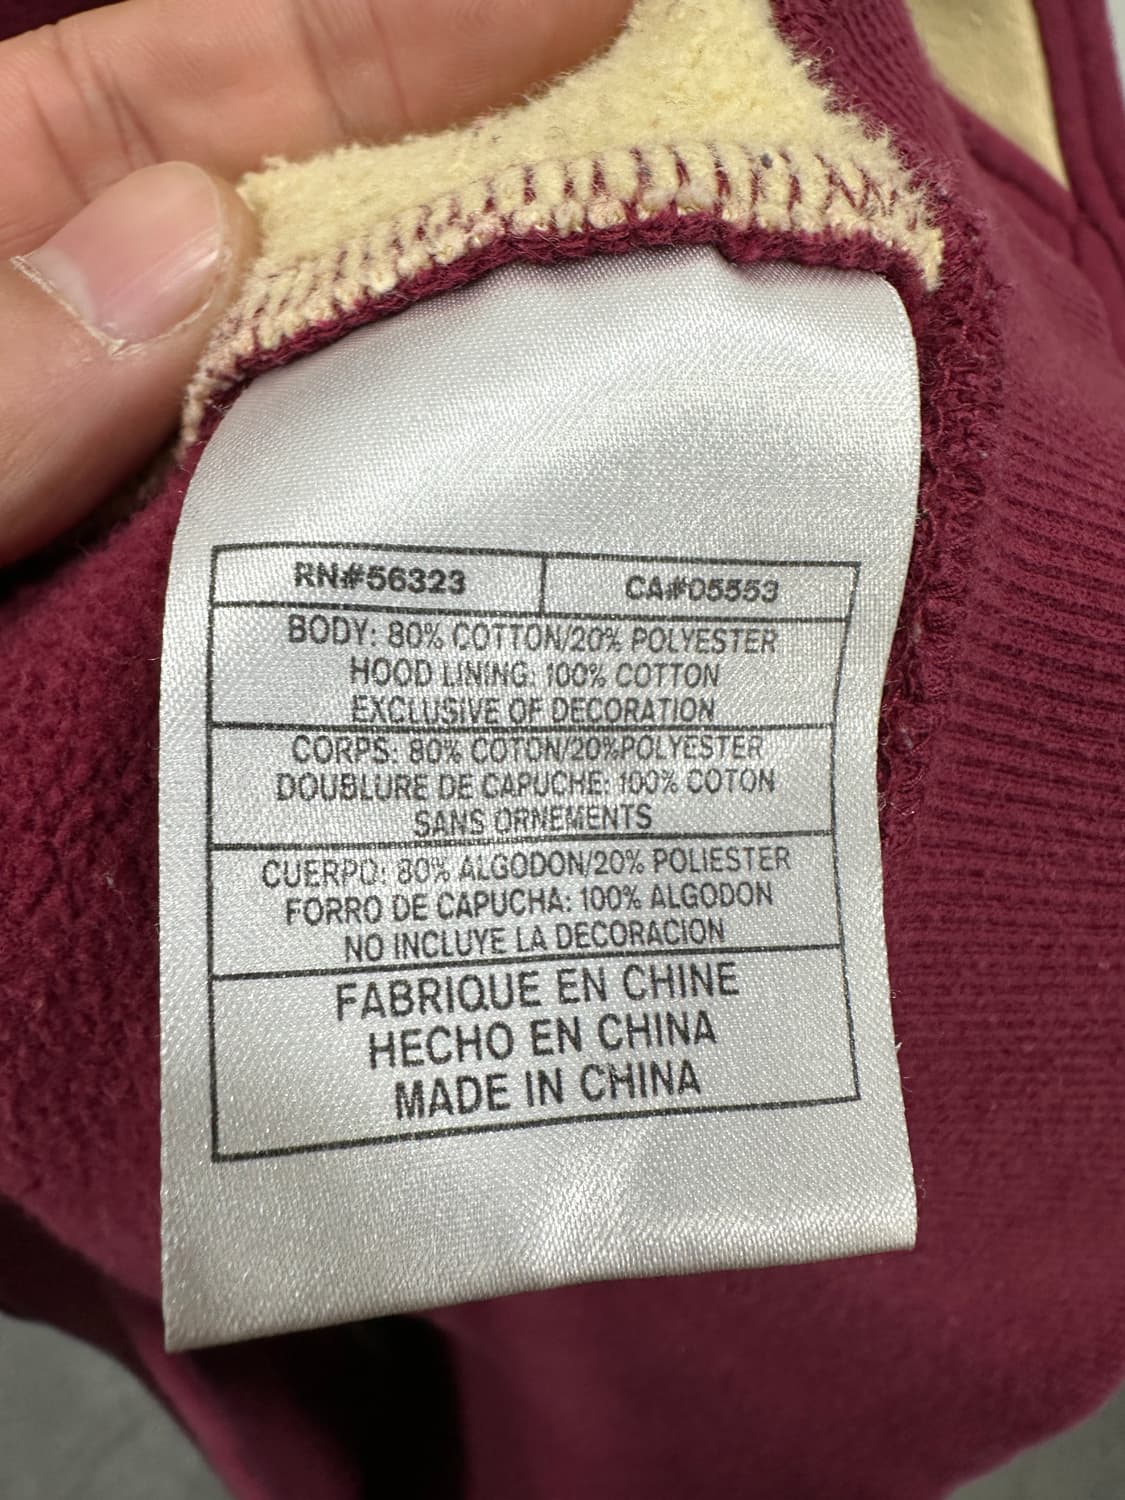 RN#56323 CA#05553
BODY: 80% COTTON/20% POLYESTER
HOOD LINING: 100% COTTON
EXCLUSIVE OF DECORATION
CORPS: 80% COTON/20%POLYESTER
DOUBLURE DE CAPUCHE: 100% COTON
SANS ORNEMENTS
CUERPO: 80% ALGODON/20% POLIESTER
FORRO DE CAPUCHA: 100% ALGODON
NO INCLUYE LA DECORACION
FABRIQUE EN CHINE
HECHO EN CHINA
MADE IN CHINA